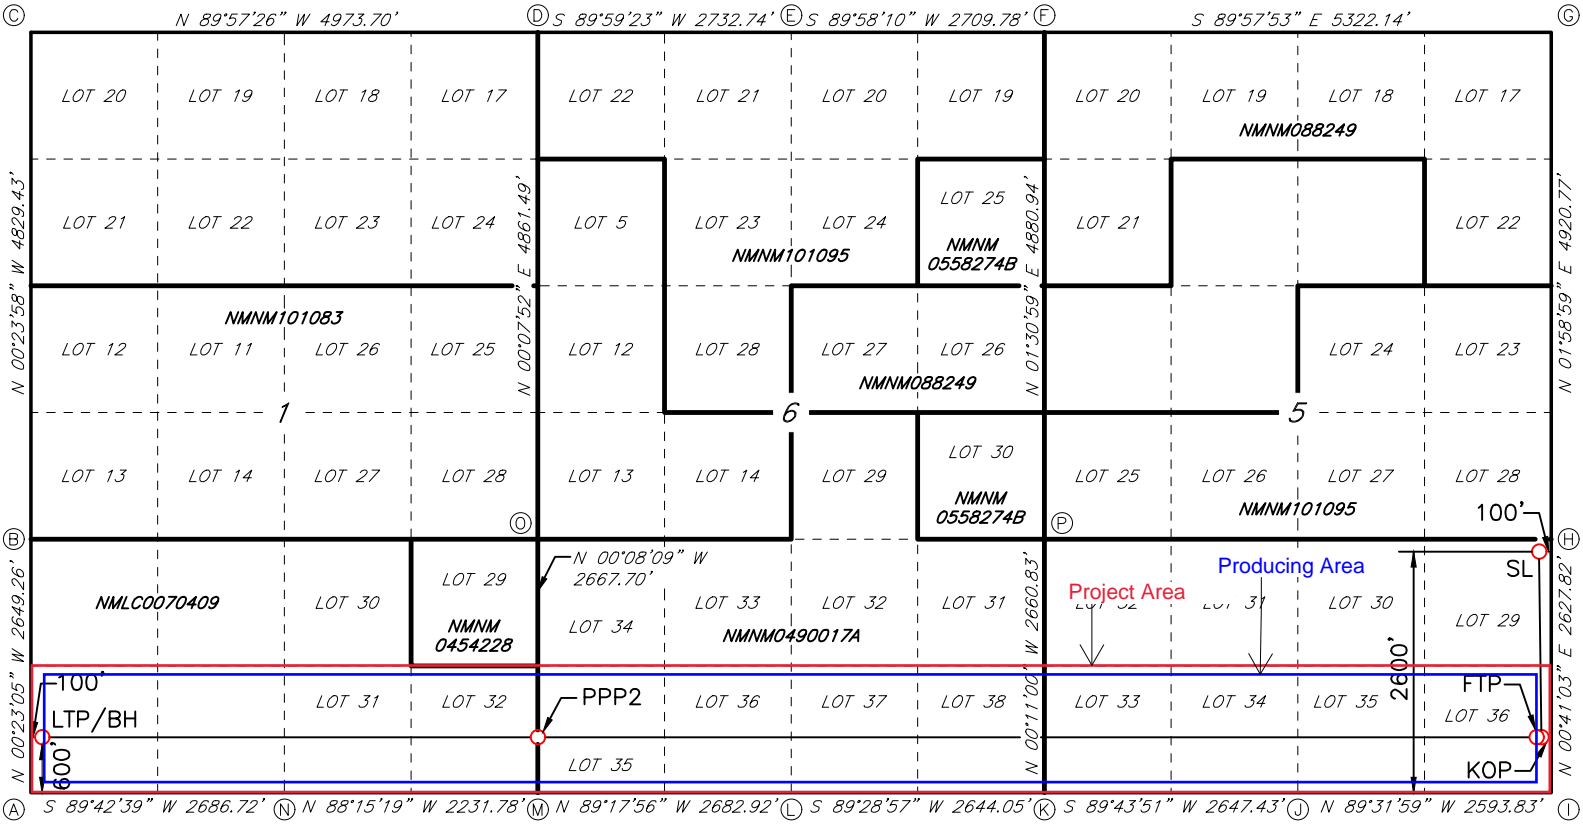 C N 89°57'26" W 4973.70' D S 89°59'23" W 2732.74' E S 89°58'10" W 2709.78' F S 89°57'53" E 5322.14' G
LOT 20 LOT 19 LOT 18 LOT 17 LOT 22 LOT 21 LOT 20 LOT 19 LOT 20 LOT 19 LOT 18 LOT 17
NMNM088249
N 00°23'58" W 4829.43'
N 00°07'52" E 4861.49'
N 01°30'59" E 4880.94'
N 01°58'59" E 4920.77'
LOT 25
LOT 21 LOT 22 LOT 23 LOT 24 LOT 5 LOT 23 LOT 24 LOT 21 LOT 22
NMNM
0558274B
NMNM101095
NMNM101083
LOT 12 LOT 11 LOT 26 LOT 25 LOT 12 LOT 28 LOT 27 LOT 26 LOT 24 LOT 23
NMNM088249
1 6 5
LOT 30
LOT 13 LOT 14 LOT 27 LOT 28 LOT 13 LOT 14 LOT 29 LOT 25 LOT 26 LOT 27 LOT 28
NMNM
0558274B
NMNM101095
100'
O P
B H
N 00°08'09" W
2667.70'
SL
Producing Area
Project Area
LOT 29
NMLC0070409 LOT 30 LOT 33 LOT 32 LOT 31 LOT 31 LOT 30
LOT 29
NMNM
0454228
LOT 34 NMNM0490017A
N 00°23'05" W 2649.26'
N 00°11'00" W 2660.83'
2600'
N 00°41'03" E 2627.82'
100'
LOT 31 LOT 32 PPP2 LOT 36 LOT 37 LOT 38 LOT 33 LOT 34 LOT 35 FTP
LTP/BH LOT 36
600'
LOT 35 KOP
A S 89°42'39" W 2686.72' N N 88°15'19" W 2231.78' M N 89°17'56" W 2682.92' L S 89°28'57" W 2644.05' K S 89°43'51" W 2647.43' J N 89°31'59" W 2593.83' I